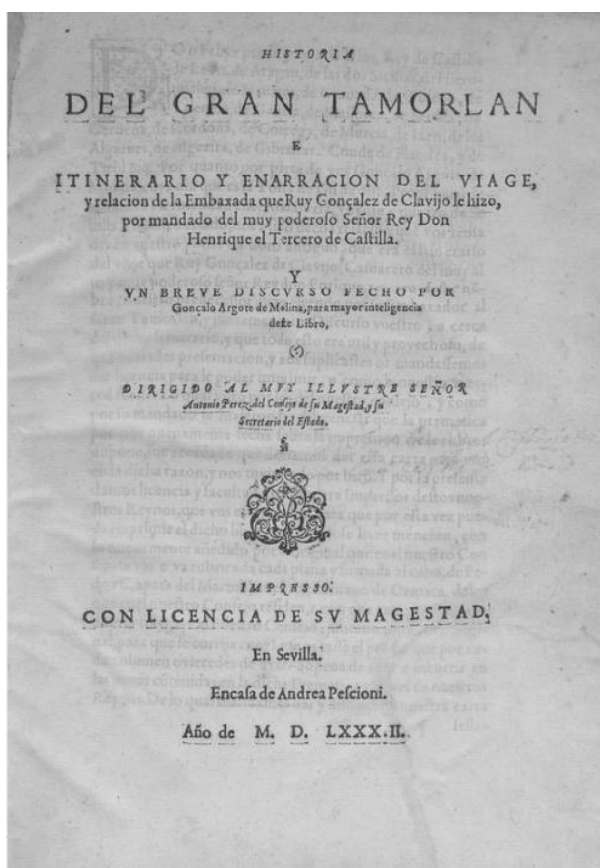 HISTORIA
DEL GRAN TAMORLAN
E
ITINERARIO Y ENARRACION DEL VIAGE,
y relacion de la Embaxada que Ruy Gonçalez de Clavijo le hizo,
por mandado del muy poderoſo Señor Rey Don
Henrique el Tercero de Caſtilla.
Y
VN BREVE DISCVRSO FECHO POR
Gonçalo Argote de Molina, para mayor inteligencia
deſte Libro,
DIRIGIDO AL MVY ILLVSTRE SEÑOR
Antonio Perez, del Conſejo de ſu Mageſtad, y ſu
Secretario del Eſtado.
IMPRESSO.
CON LICENCIA DE SV MAGESTAD,
En Sevilla.
En caſa de Andrea Peſcioni.
Año de M. D. LXXX.II.